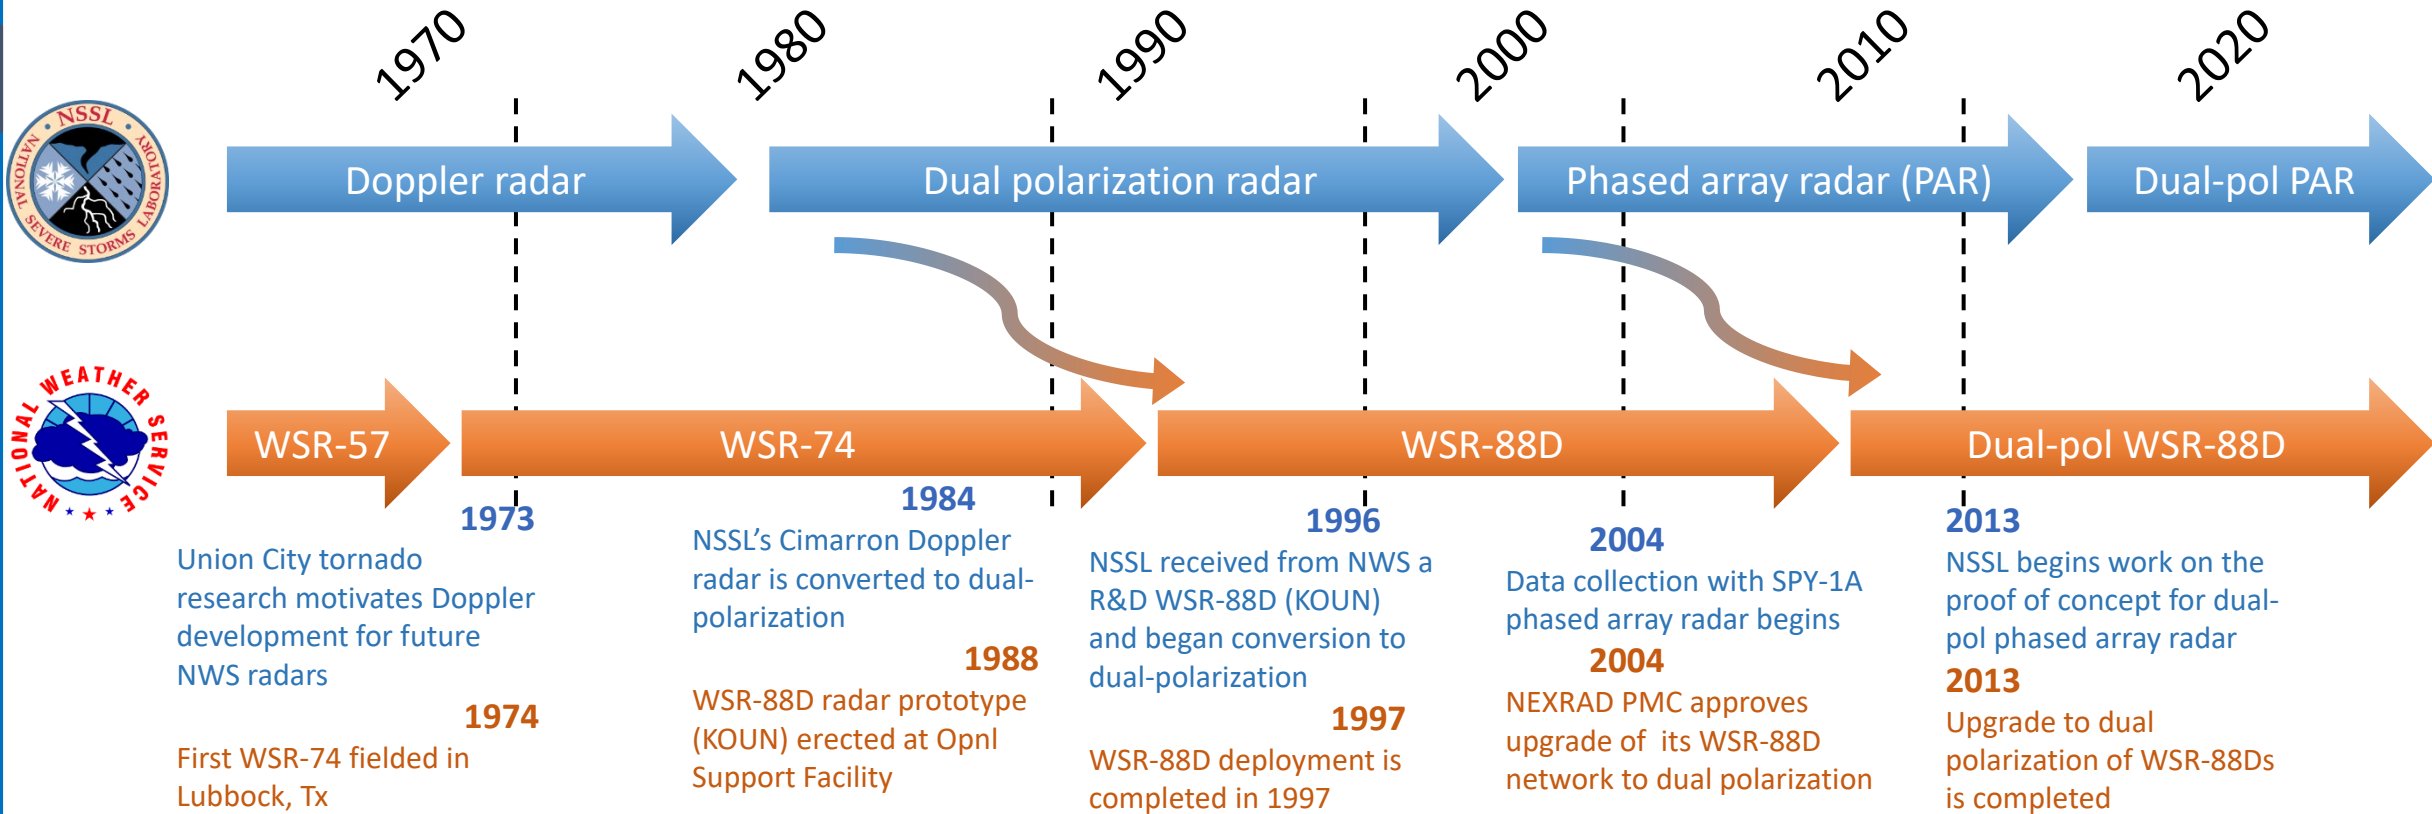 1970
1980
1990
2000
2010
2020
NSSL
NATIONAL SEVERE STORMS LABORATORY
Doppler radar
Dual polarization radar
Phased array radar (PAR)
Dual-pol PAR
NATIONAL WEATHER SERVICE
WSR-57
WSR-74
WSR-88D
Dual-pol WSR-88D
1973
Union City tornado
research motivates Doppler
development for future
NWS radars
1974
First WSR-74 fielded in
Lubbock, Tx
1984
NSSL’s Cimarron Doppler
radar is converted to dual-
polarization
1988
WSR-88D radar prototype
(KOUN) erected at Opnl
Support Facility
1996
NSSL received from NWS a
R&D WSR-88D (KOUN)
and began conversion to
dual-polarization
1997
WSR-88D deployment is
completed in 1997
2004
Data collection with SPY-1A
phased array radar begins
2004
NEXRAD PMC approves
upgrade of its WSR-88D
network to dual polarization
2013
NSSL begins work on the
proof of concept for dual-
pol phased array radar
2013
Upgrade to dual
polarization of WSR-88Ds
is completed